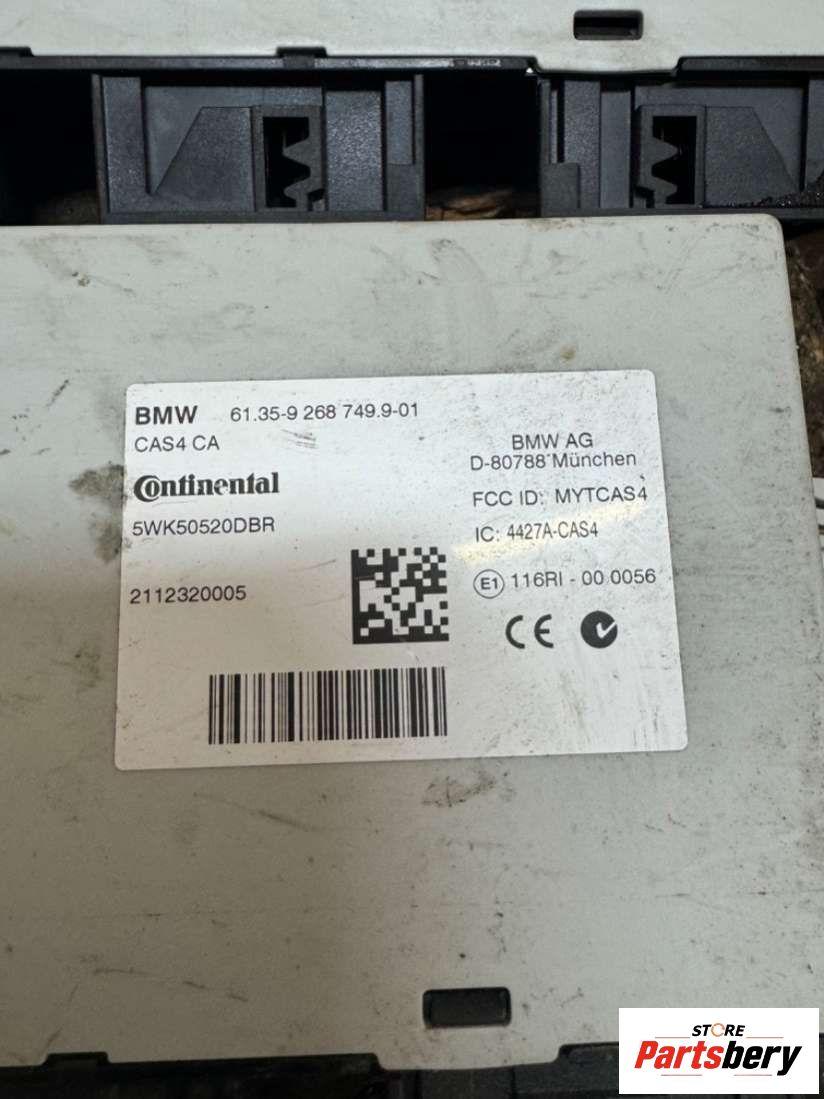 BMW 61.35-9 268 749.9-01
CAS4 CA
Continental
5WK50520DBR
2112320005
BMW AG
D-80788 München
FCC ID: MYTCAS4
IC: 4427A-CAS4
E1 116RI - 00 0056
CE
STORE
Partsbery